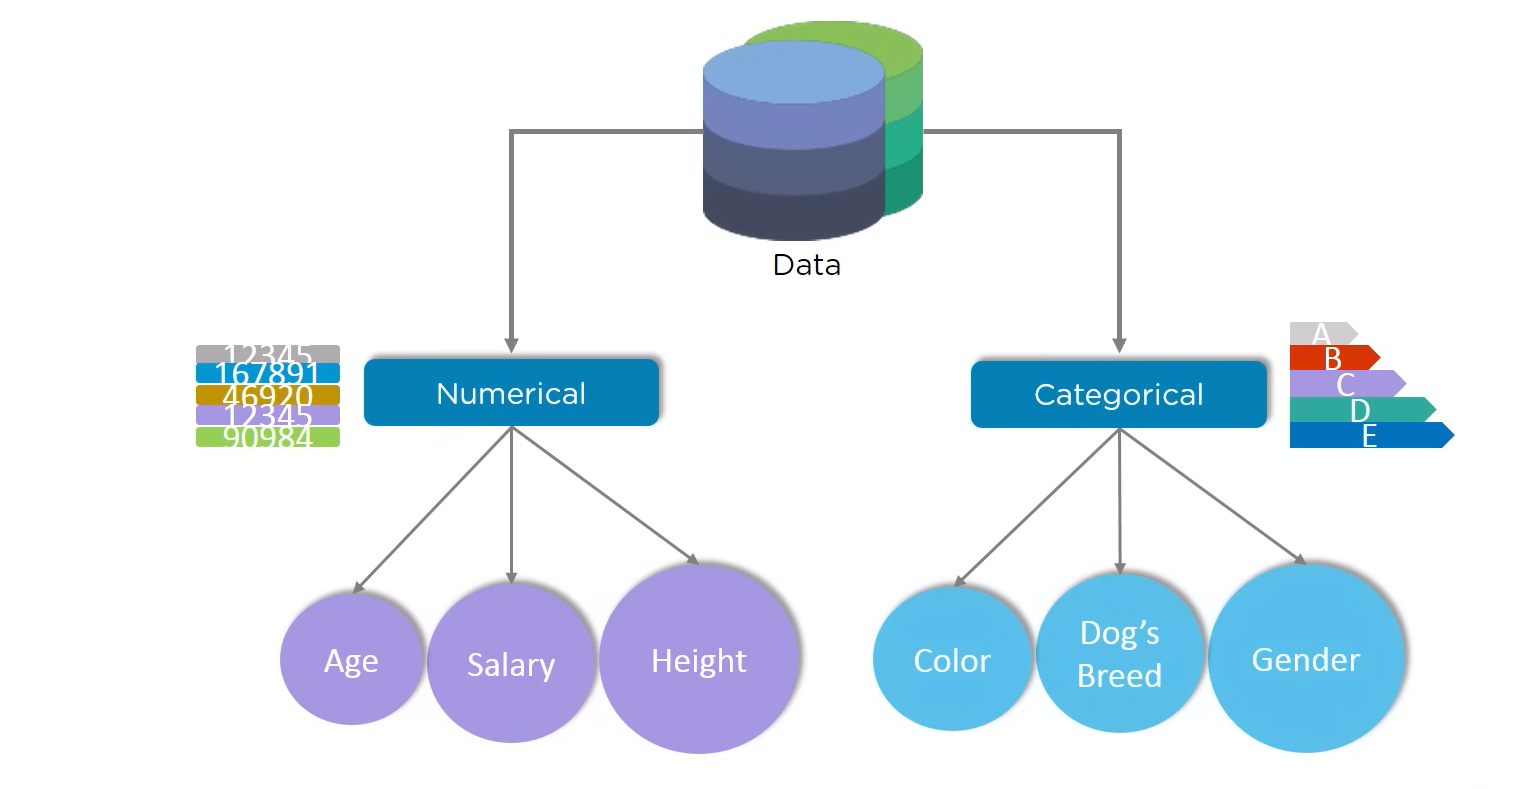 Data
12345
167891
46920
12345
90984
Numerical
Categorical
A
B
C
D
E
Age
Salary
Height
Color
Dog’s
Breed
Gender